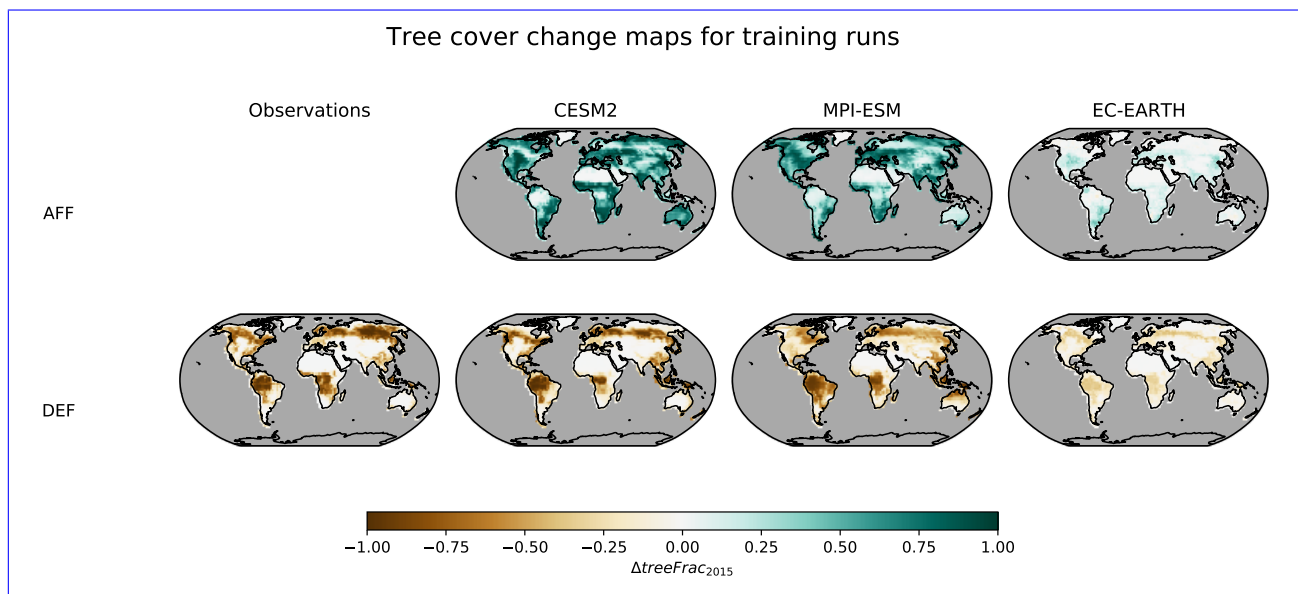 Tree cover change maps for training runs
Observations CESM2 MPI-ESM EC-EARTH
AFF
DEF
−1.00 −0.75 −0.50 −0.25 0.00 0.25 0.50 0.75 1.00
ΔtreeFrac₂₀₁₅